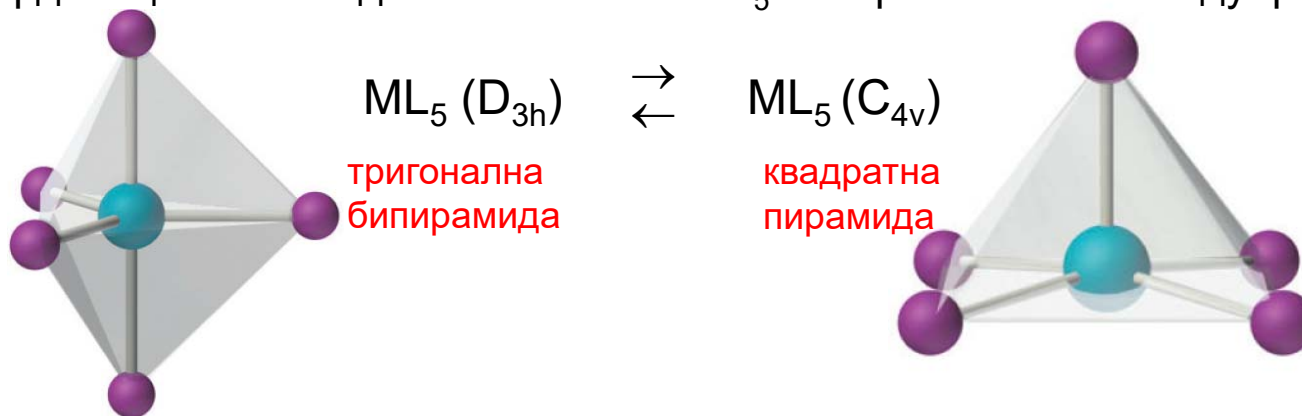 ML₅ (D₃ₕ) → ← ML₅ (C₄ᵥ)
тригонална
бипирамида
квадратна
пирамида